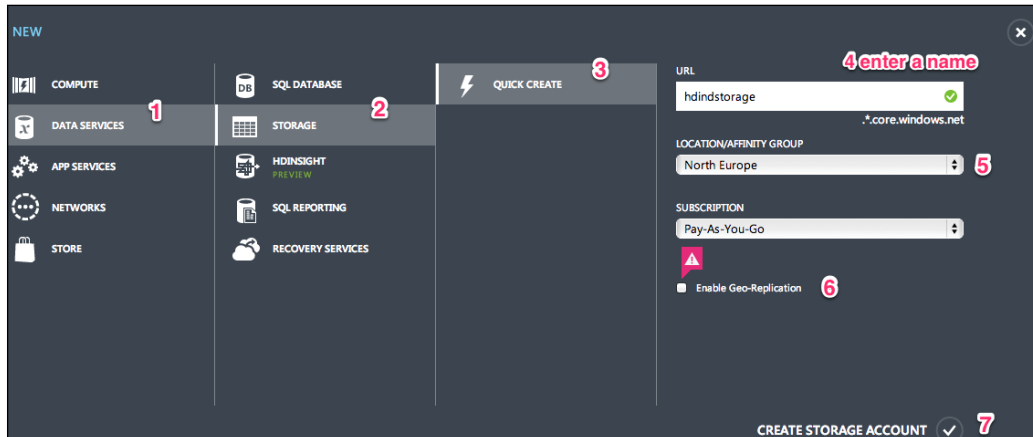 NEW
COMPUTE
DATA SERVICES 1
APP SERVICES
NETWORKS
STORE
DB SQL DATABASE
STORAGE 2
HDINSIGHT
PREVIEW
SQL REPORTING
RECOVERY SERVICES
QUICK CREATE 3
4 enter a name
URL
hdindstorage
.*.core.windows.net
LOCATION/AFFINITY GROUP
North Europe 5
SUBSCRIPTION
Pay-As-You-Go
Enable Geo-Replication 6
CREATE STORAGE ACCOUNT 7